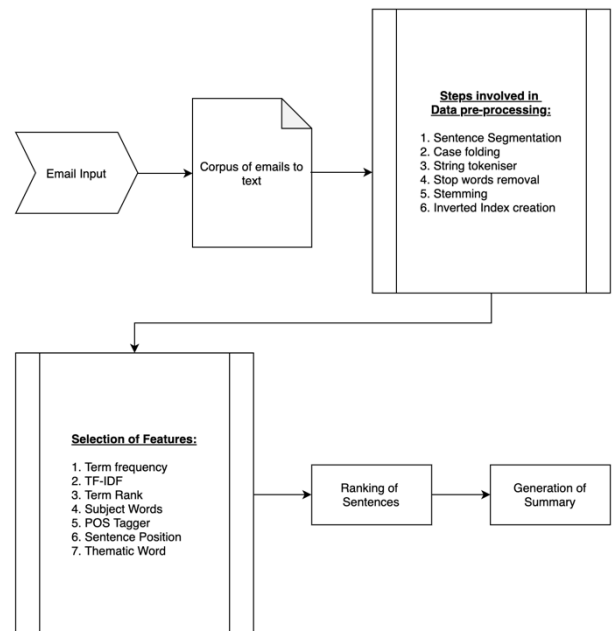 Email Input
Corpus of emails to
text
Steps involved in
Data pre-processing:
1. Sentence Segmentation
2. Case folding
3. String tokeniser
4. Stop words removal
5. Stemming
6. Inverted Index creation
Selection of Features:
1. Term frequency
2. TF-IDF
3. Term Rank
4. Subject Words
5. POS Tagger
6. Sentence Position
7. Thematic Word
Ranking of
Sentences
Generation of
Summary